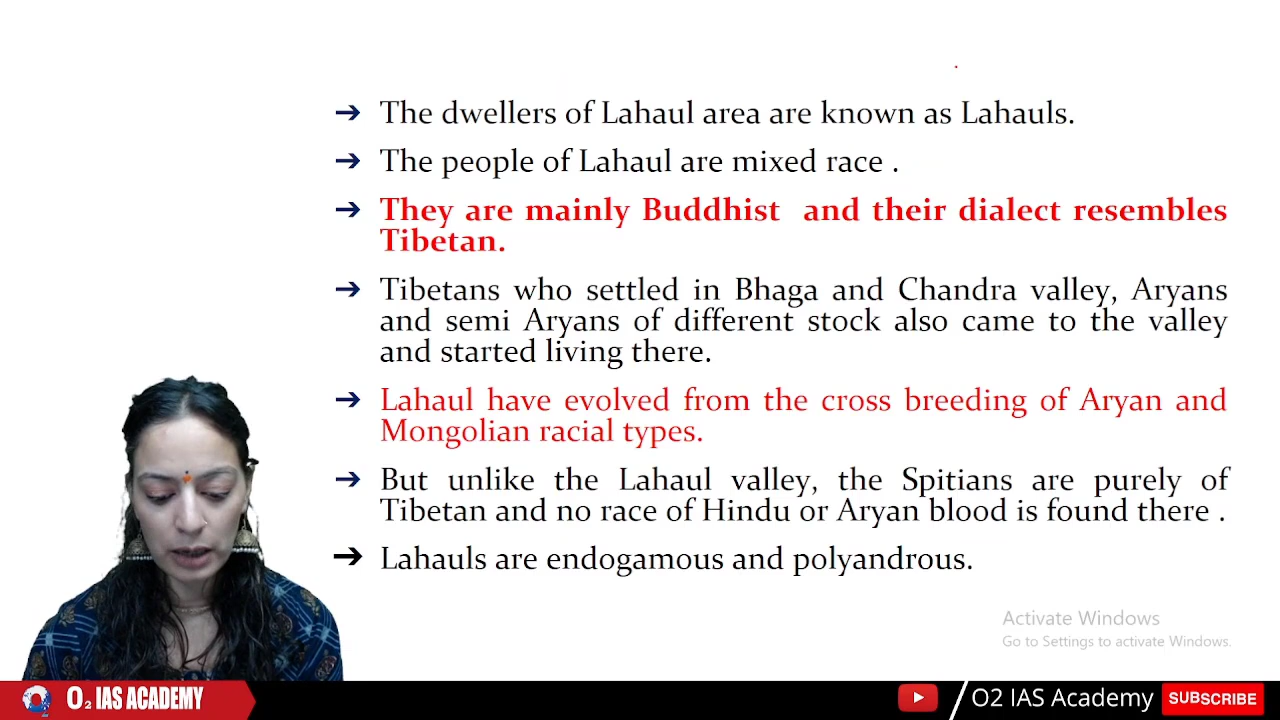 ➔ The dwellers of Lahaul area are known as Lahauls.
➔ The people of Lahaul are mixed race .
➔ They are mainly Buddhist and their dialect resembles
Tibetan.
➔ Tibetans who settled in Bhaga and Chandra valley, Aryans
and semi Aryans of different stock also came to the valley
and started living there.
➔ Lahaul have evolved from the cross breeding of Aryan and
Mongolian racial types.
➔ But unlike the Lahaul valley, the Spitians are purely of
Tibetan and no race of Hindu or Aryan blood is found there .
➔ Lahauls are endogamous and polyandrous.
Activate Windows
Go to Settings to activate Windows.
O2 IAS ACADEMY
O2 IAS Academy SUBSCRIBE